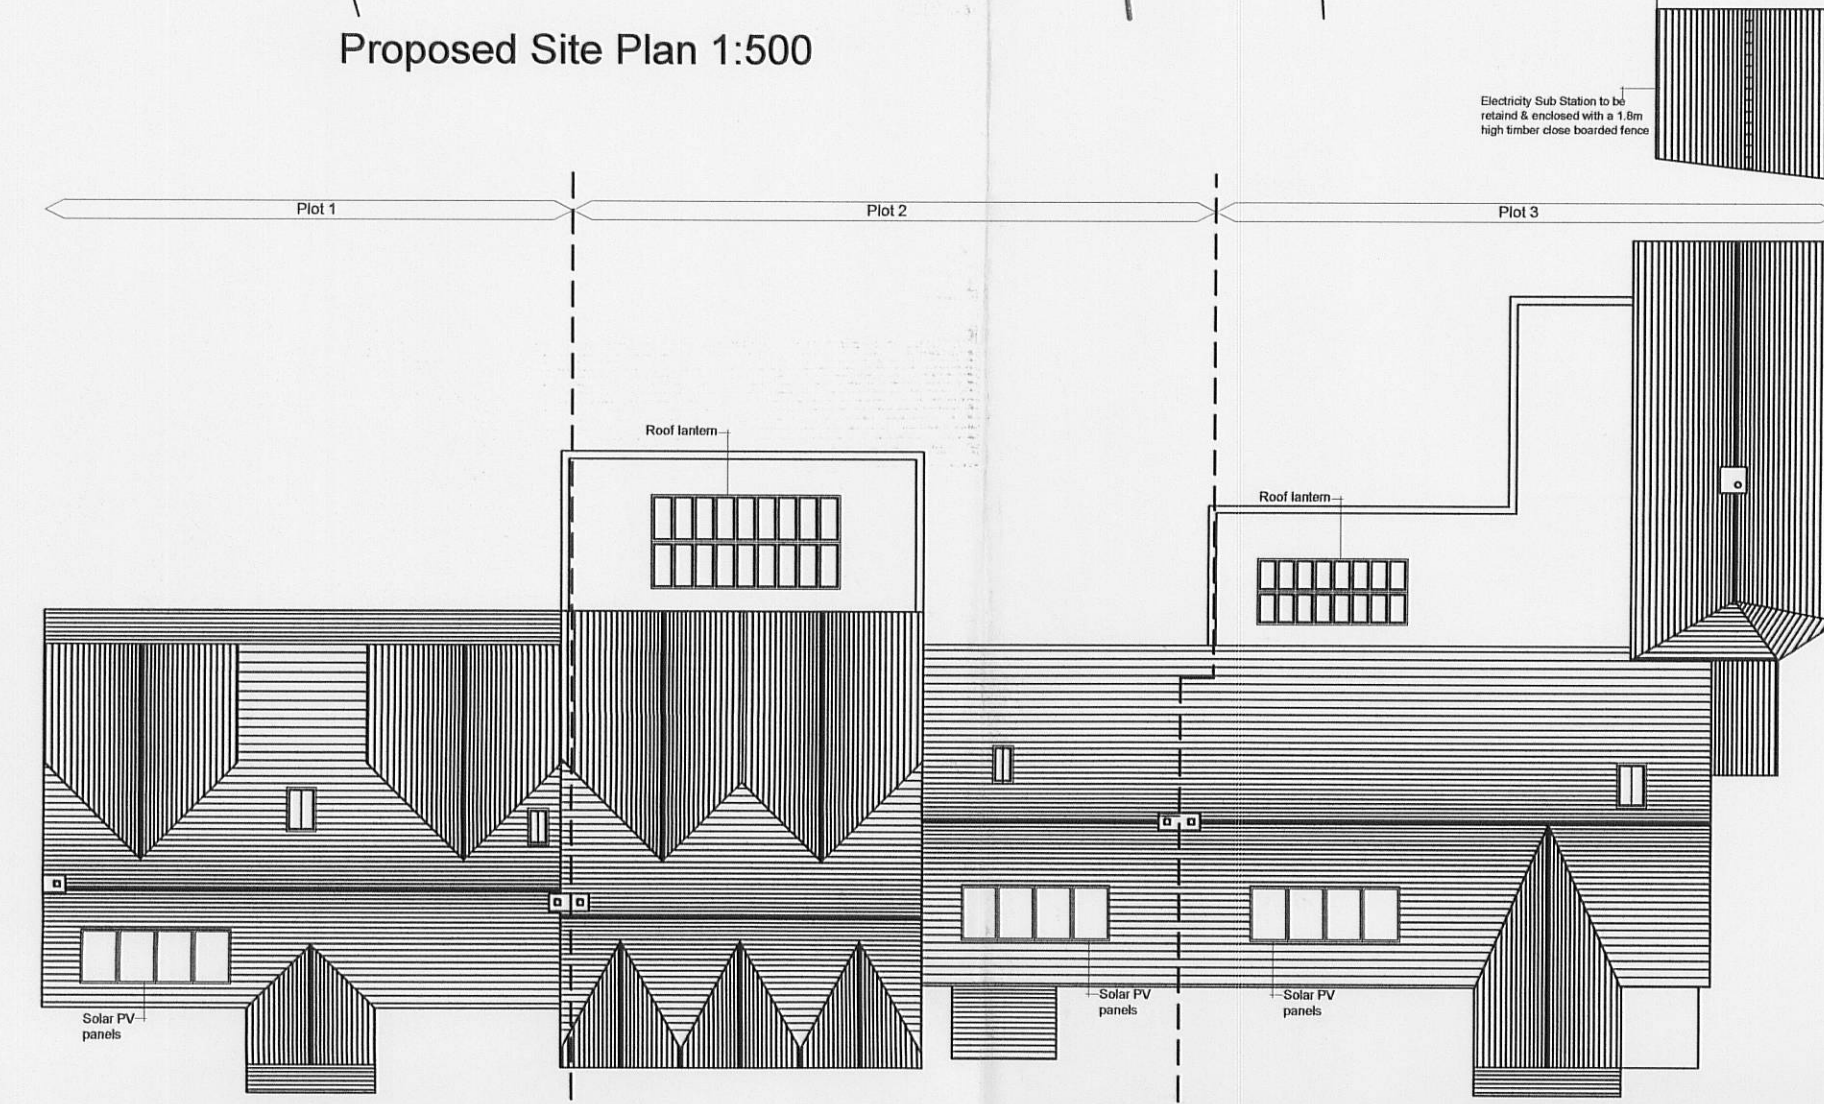 Proposed Site Plan 1:500
Electricity Sub Station to be
retaind & enclosed with a 1.8m
high timber close boarded fence
Plot 1
Plot 2
Plot 3
Roof lantern
Roof lantern
Solar PV
panels
Solar PV
panels
Solar PV
panels